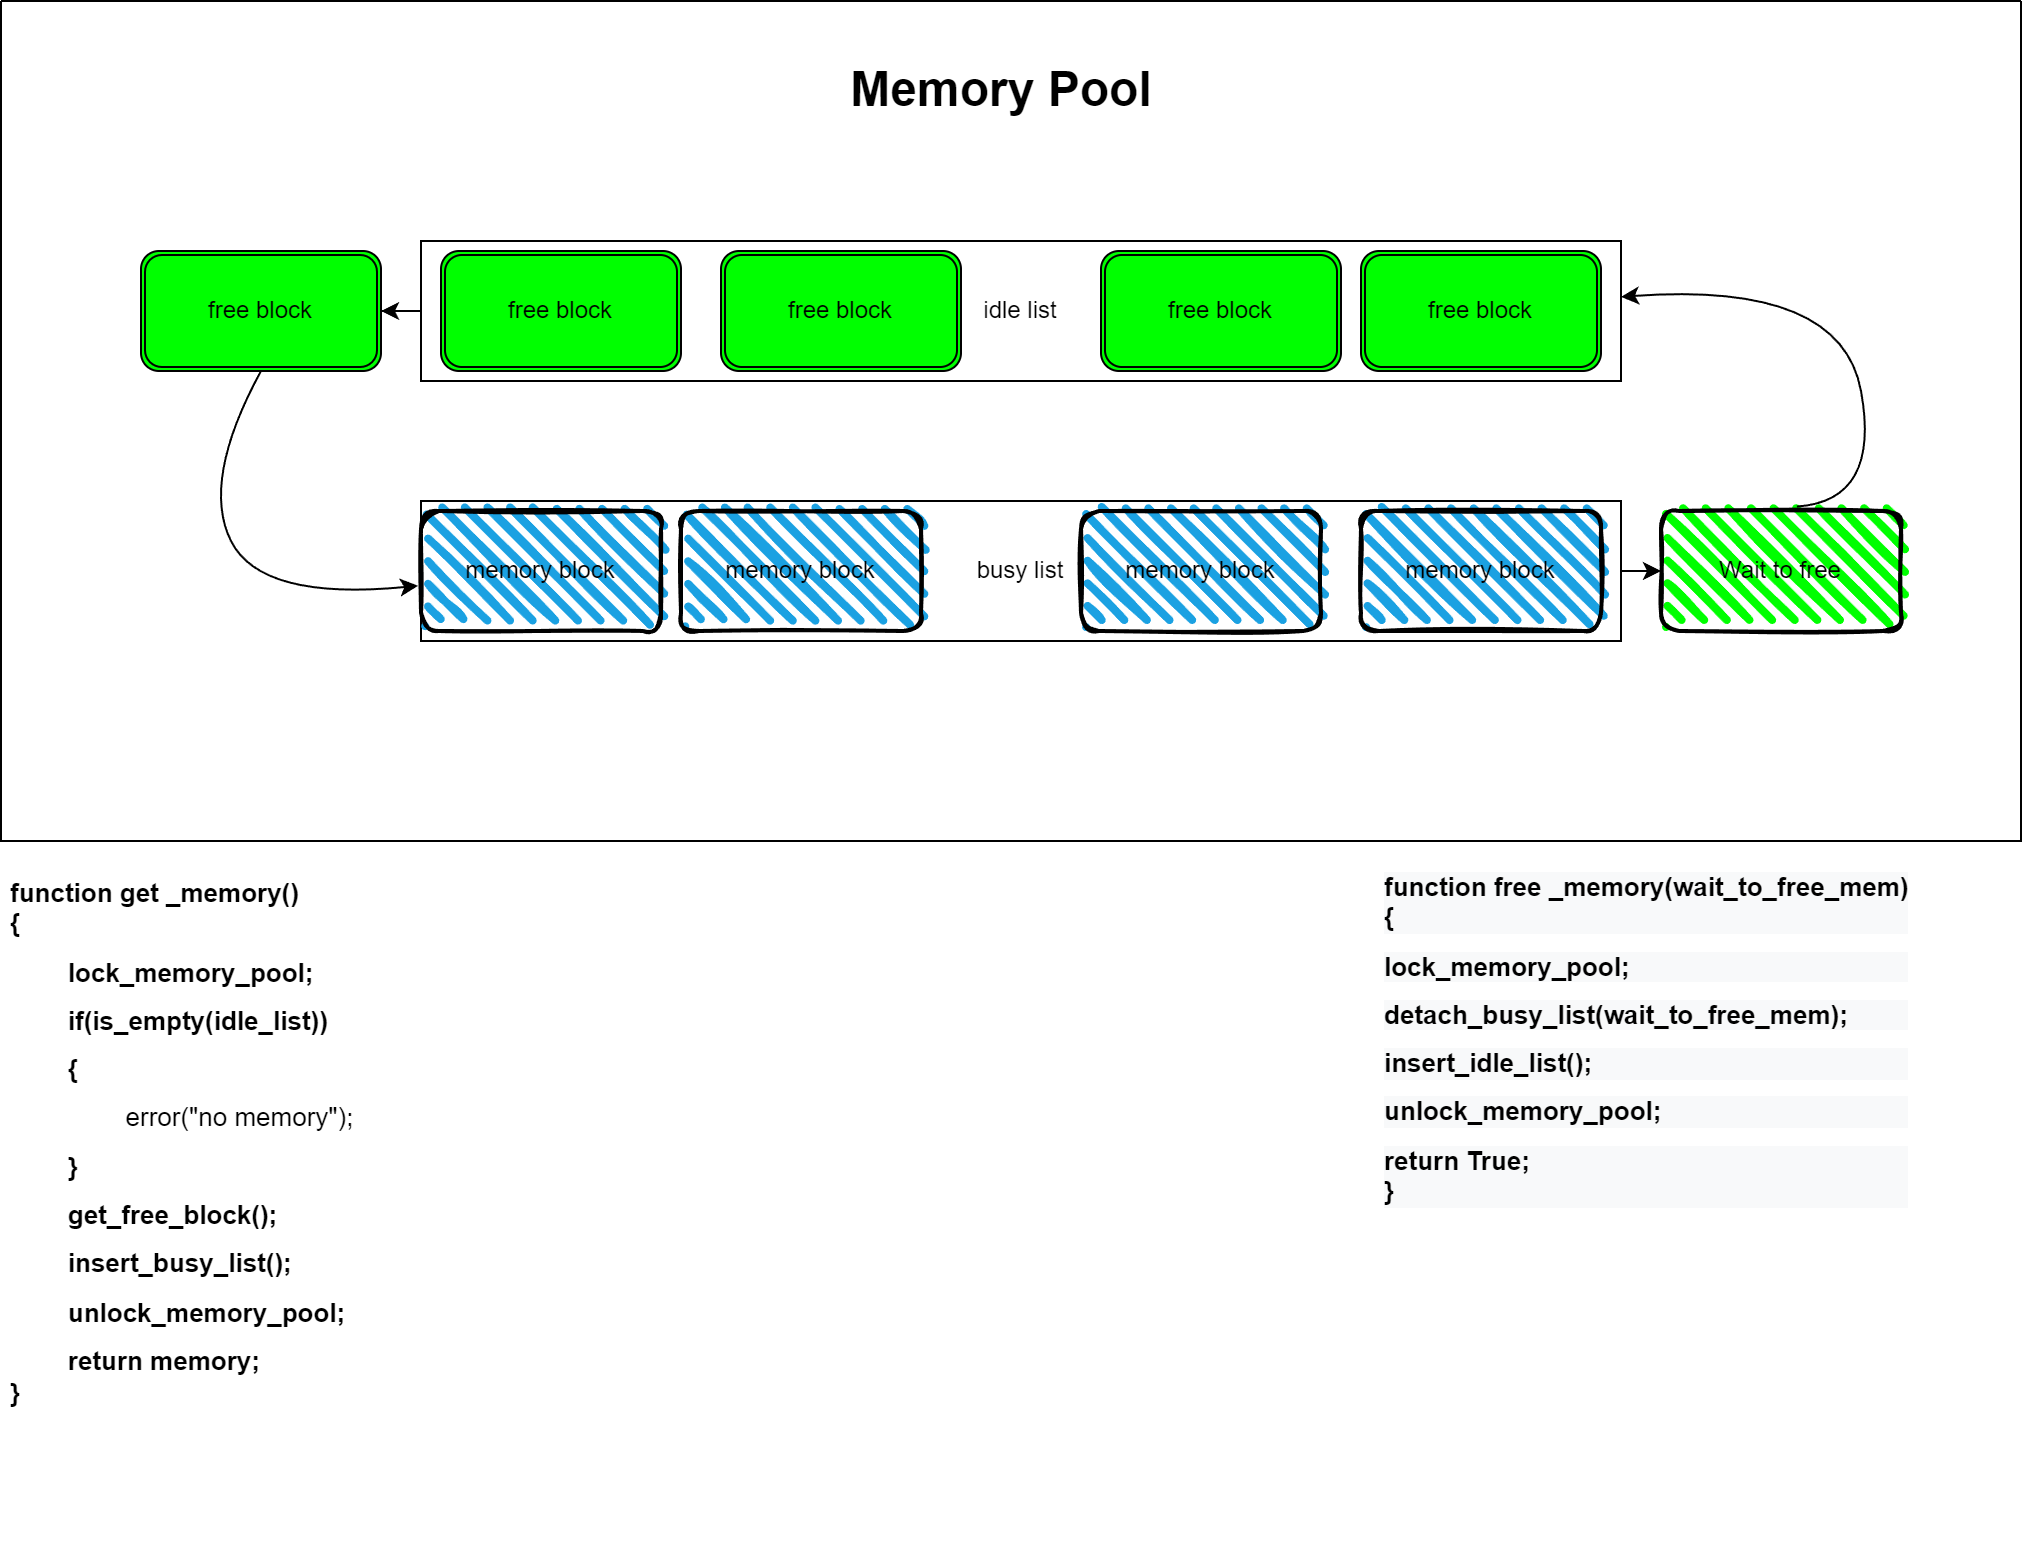 Memory Pool
free block
free block
free block
idle list
free block
free block
memory block
memory block
busy list
memory block
memory block
Wait to free
function get _memory()
{
lock_memory_pool;
if(is_empty(idle_list))
{
error("no memory");
}
get_free_block();
insert_busy_list();
unlock_memory_pool;
return memory;
}
function free _memory(wait_to_free_mem)
{
lock_memory_pool;
detach_busy_list(wait_to_free_mem);
insert_idle_list();
unlock_memory_pool;
return True;
}